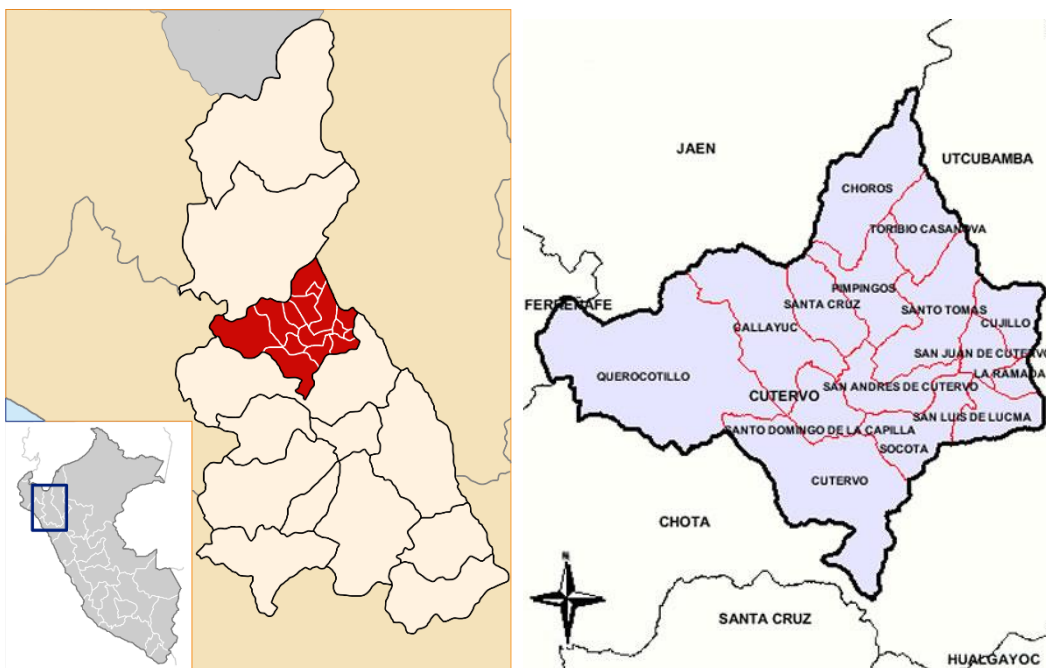 JAEN
UTCUBAMBA
CHOROS
TORIBIO CASANOVA
PIMPINGOS
FERREÑAFE
SANTA CRUZ
SANTO TOMAS
CALLAYUC
CUJILLO
SAN JUAN DE CUTERVO
LA RAMADA
QUEROCOTILLO
SAN ANDRES DE CUTERVO
CUTERVO
SAN LUIS DE LUCMA
SANTO DOMINGO DE LA CAPILLA
SOCOTA
CUTERVO
CHOTA
N
SANTA CRUZ
HUALGAYOC